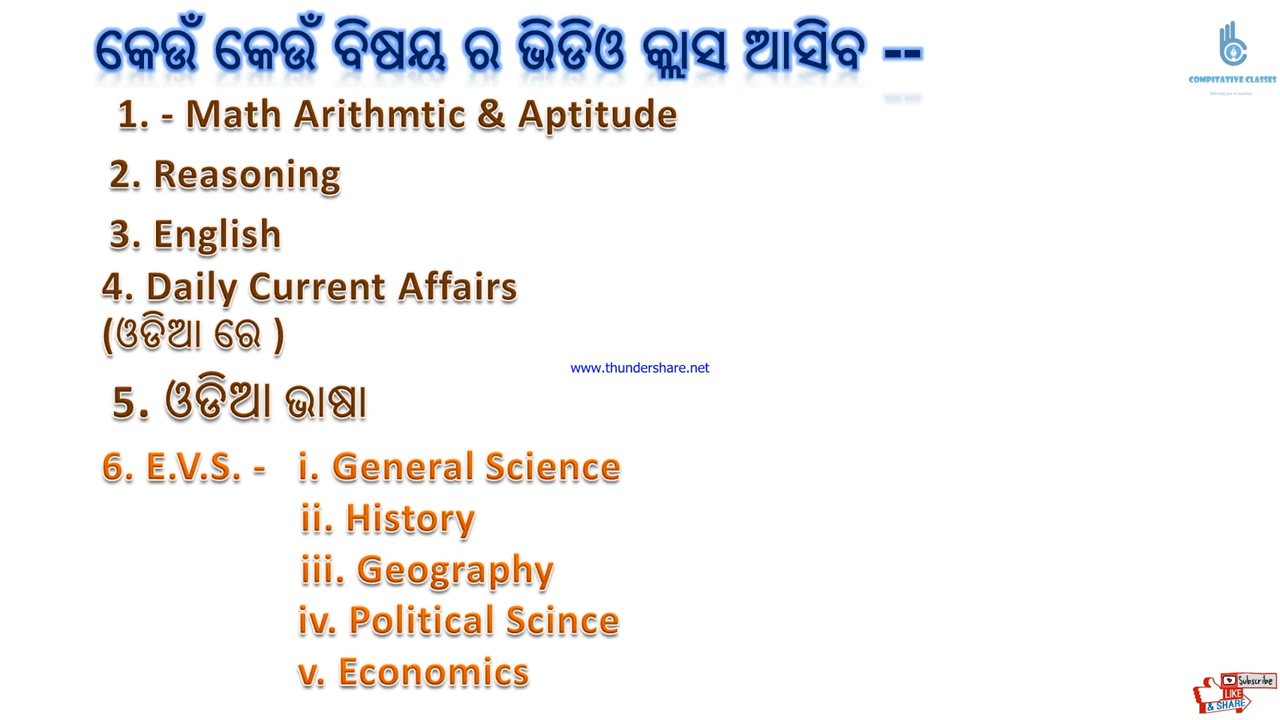 କେଉଁ କେଉଁ ବିଷୟ ର ଭିଡିଓ କ୍ଲାସ ଆସିବ --
COMPITATIVE CLASSES
1. - Math Arithmtic & Aptitude
2. Reasoning
3. English
4. Daily Current Affairs
(ଓଡିଆ ରେ )
www.thundershare.net
5. ଓଡିଆ ଭାଷା
6. E.V.S. - i. General Science
ii. History
iii. Geography
iv. Political Scince
v. Economics
Subscribe
LIKE
& SHARE